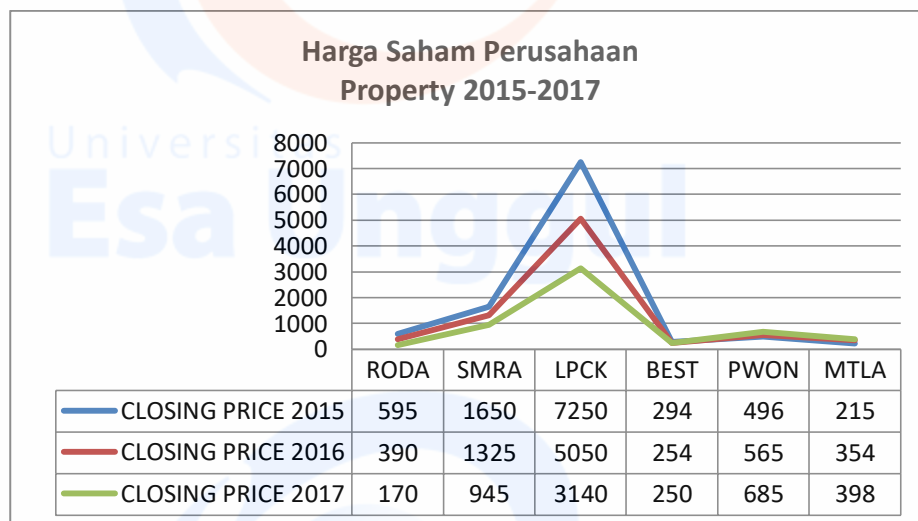 Harga Saham Perusahaan
Property 2015-2017
Universitas
Esa Unggul
8000
7000
6000
5000
4000
3000
2000
1000
0
RODA SMRA LPCK BEST PWON MTLA
CLOSING PRICE 2015 595 1650 7250 294 496 215
CLOSING PRICE 2016 390 1325 5050 254 565 354
CLOSING PRICE 2017 170 945 3140 250 685 398